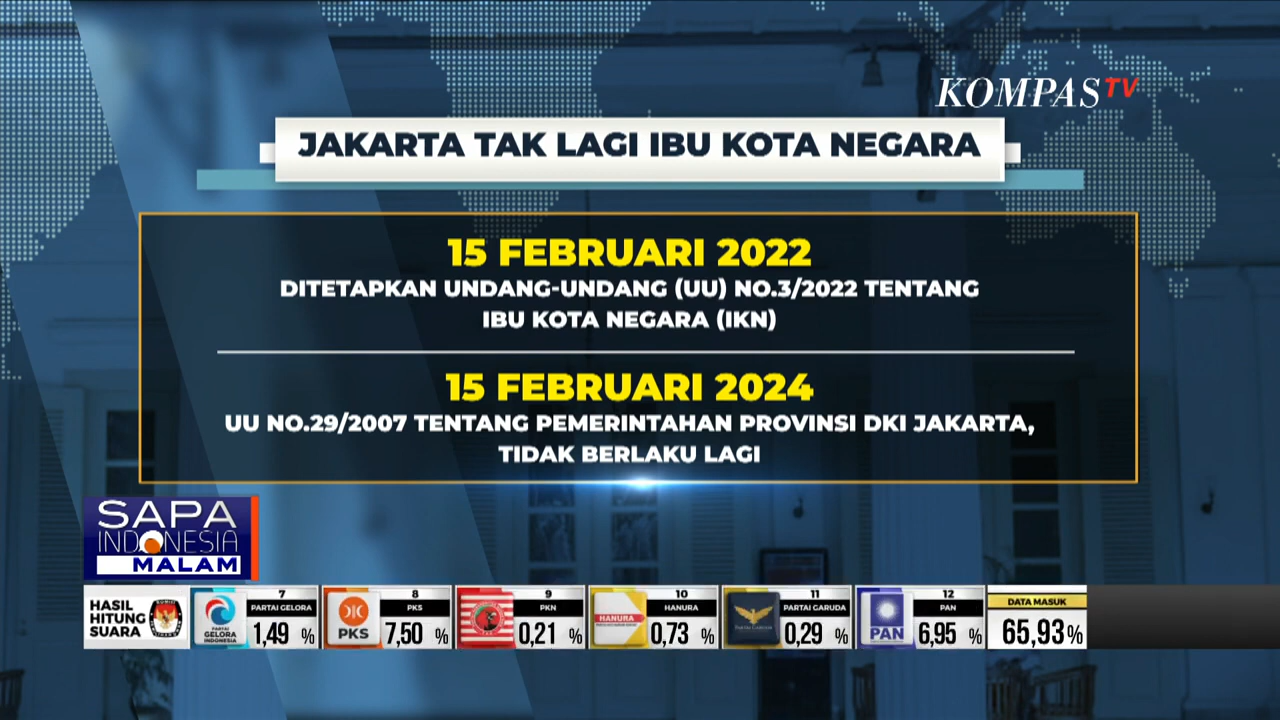 KOMPAS TV
JAKARTA TAK LAGI IBU KOTA NEGARA
15 FEBRUARI 2022
DITETAPKAN UNDANG-UNDANG (UU) NO.3/2022 TENTANG
IBU KOTA NEGARA (IKN)
15 FEBRUARI 2024
UU NO.29/2007 TENTANG PEMERINTAHAN PROVINSI DKI JAKARTA,
TIDAK BERLAKU LAGI
SAPA
INDONESIA
MALAM
HASIL
HITUNG
SUARA
7
PARTAI GELORA
PARTAI
GELORA
INDONESIA
1,49 %
8
PKS
PKS
7,50 %
9
PKN
0,21 %
10
HANURA
HANURA
0,73 %
11
PARTAI GARUDA
0,29 %
12
PAN
PAN
6,95 %
DATA MASUK
65,93%